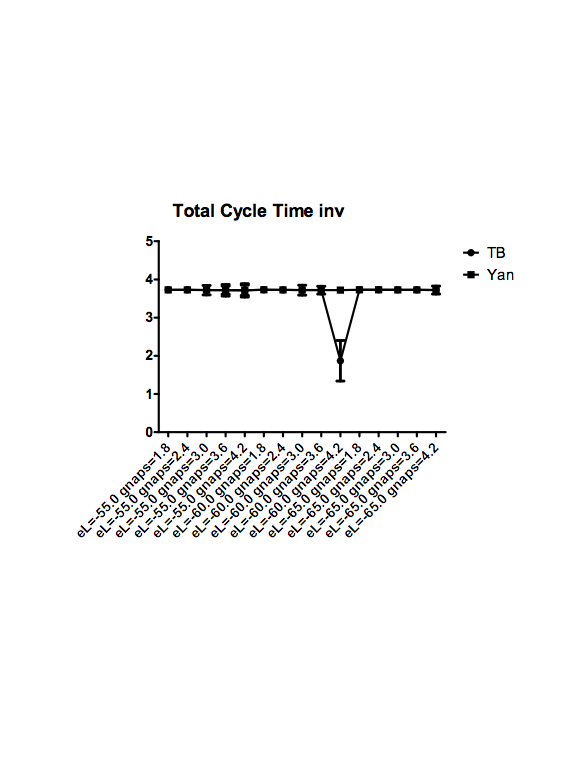 Total Cycle Time inv
5
4
3
2
1
0
TB
Yan
eL=-55.0 gnaps=1.8
eL=-55.0 gnaps=2.4
eL=-55.0 gnaps=3.0
eL=-55.0 gnaps=3.6
eL=-55.0 gnaps=4.2
eL=-60.0 gnaps=1.8
eL=-60.0 gnaps=2.4
eL=-60.0 gnaps=3.0
eL=-60.0 gnaps=3.6
eL=-60.0 gnaps=4.2
eL=-65.0 gnaps=1.8
eL=-65.0 gnaps=2.4
eL=-65.0 gnaps=3.0
eL=-65.0 gnaps=3.6
eL=-65.0 gnaps=4.2